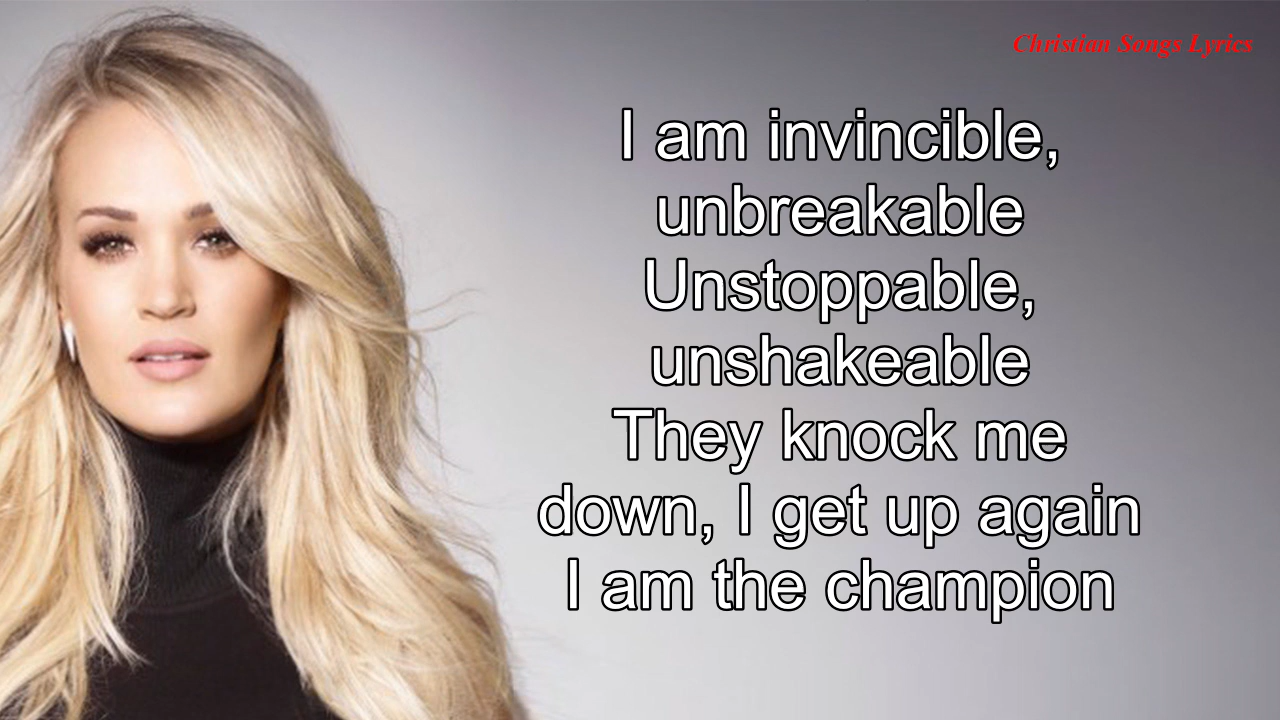 Christian Songs Lyrics
I am invincible,
unbreakable
Unstoppable,
unshakeable
They knock me
down, I get up again
I am the champion